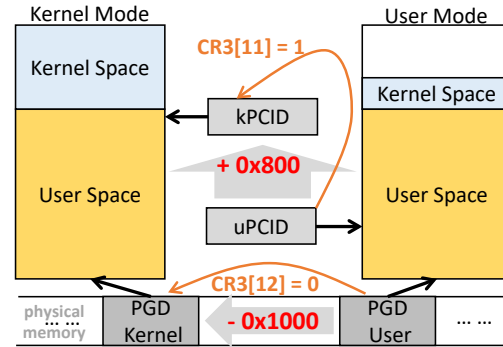 Kernel Mode
User Mode
CR3[11] = 1
Kernel Space
Kernel Space
kPCID
+ 0x800
User Space
User Space
uPCID
CR3[12] = 0
physical
memory
... ...
PGD
Kernel
- 0x1000
PGD
User
... ...